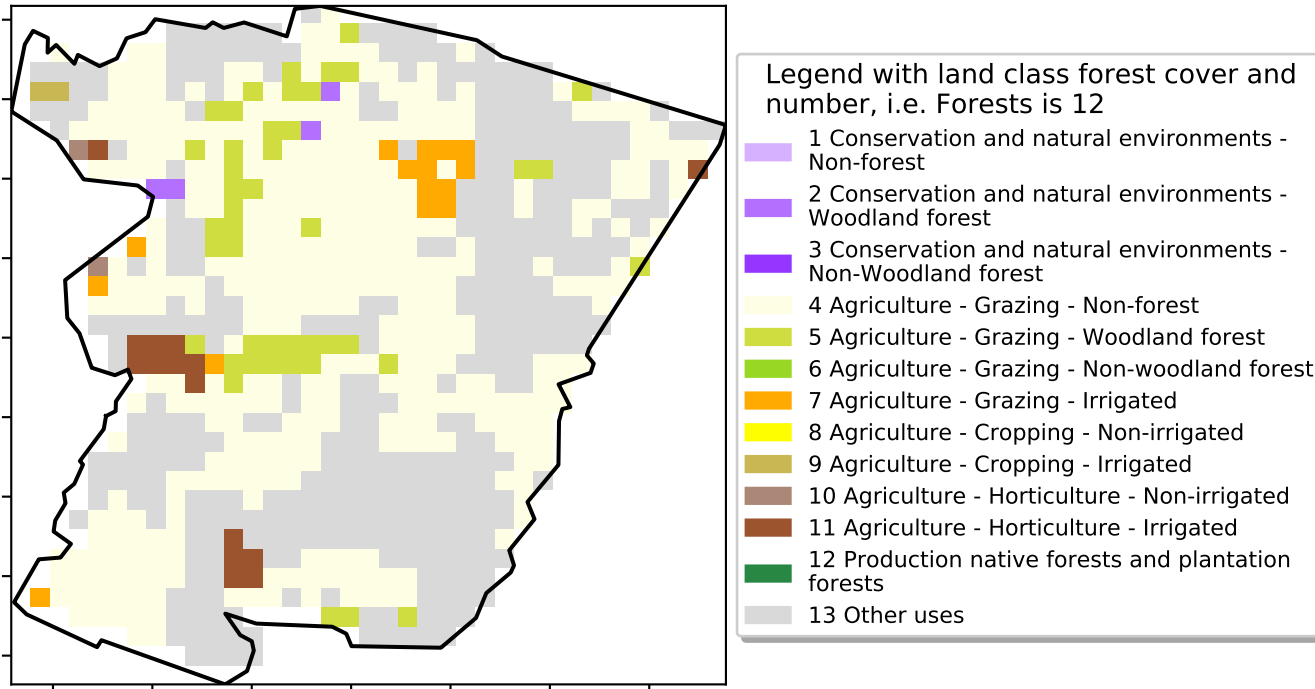 Legend with land class forest cover and
number, i.e. Forests is 12
1 Conservation and natural environments -
Non-forest
2 Conservation and natural environments -
Woodland forest
3 Conservation and natural environments -
Non-Woodland forest
4 Agriculture - Grazing - Non-forest
5 Agriculture - Grazing - Woodland forest
6 Agriculture - Grazing - Non-woodland forest
7 Agriculture - Grazing - Irrigated
8 Agriculture - Cropping - Non-irrigated
9 Agriculture - Cropping - Irrigated
10 Agriculture - Horticulture - Non-irrigated
11 Agriculture - Horticulture - Irrigated
12 Production native forests and plantation
forests
13 Other uses